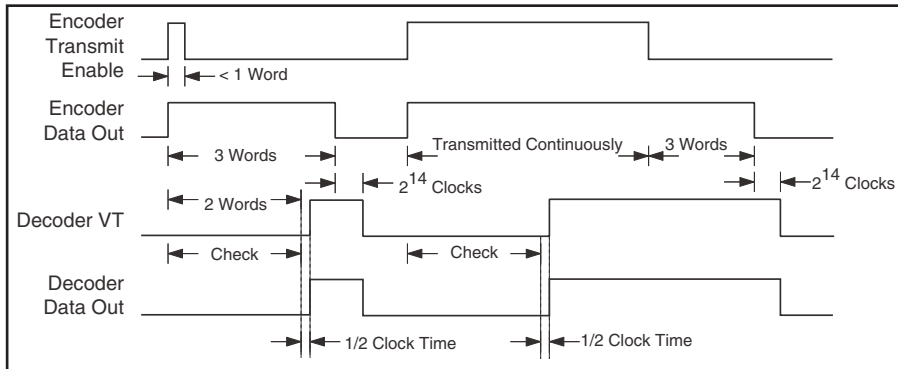 Encoder
Transmit
Enable
< 1 Word
Encoder
Data Out
3 Words
Transmitted Continuously
3 Words
2^14 Clocks
2^14 Clocks
2 Words
Decoder VT
Check
Check
Decoder
Data Out
1/2 Clock Time
1/2 Clock Time